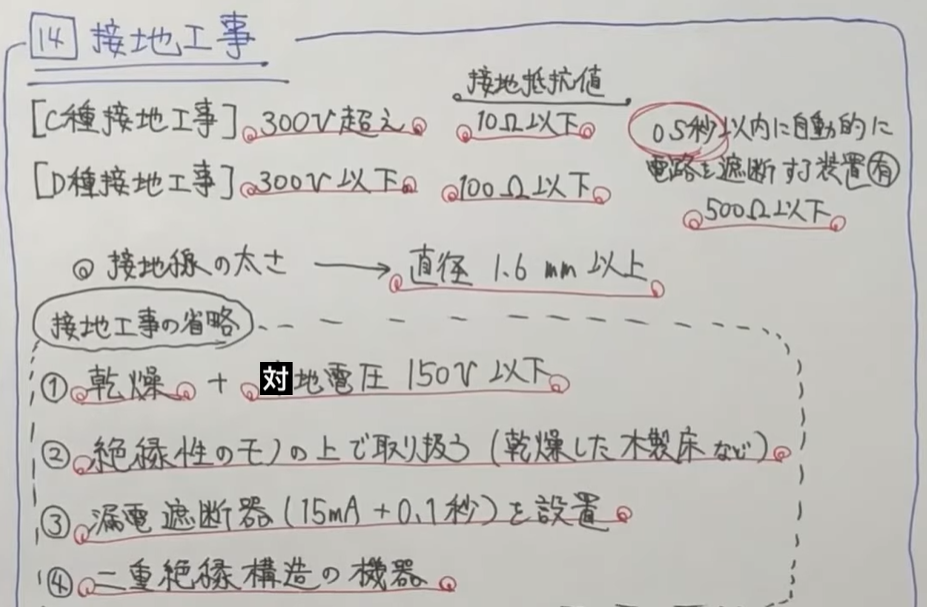 14 接地工事
接地抵抗値
[C種接地工事] 300V超え 10Ω以下
[D種接地工事] 300V以下 100Ω以下
0.5秒以内に自動的に
電路を遮断する装置有
500Ω以下
◎ 接地線の太さ → 直径 1.6 mm 以上
接地工事の省略
① 乾燥 + 対地電圧 150V 以下
② 絶縁性のモノの上で取り扱う (乾燥した木製床など)
③ 漏電遮断器 (15mA + 0.1秒) を設置
④ 二重絶縁構造の機器